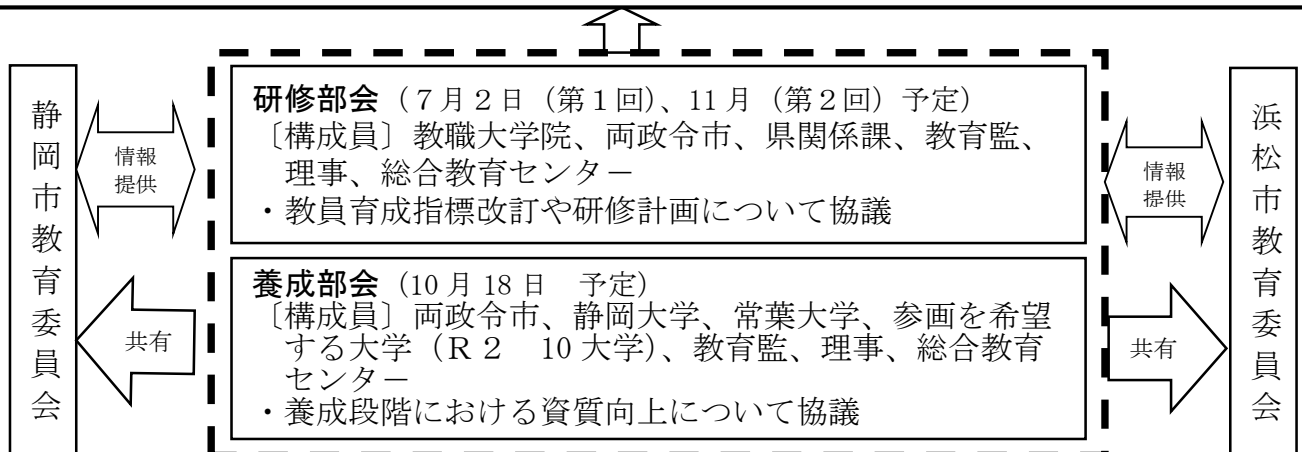 静岡市教育委員会
情報
提供
共有
研修部会（７月２日（第１回）、11月（第２回）予定）
〔構成員〕教職大学院、両政令市、県関係課、教育監、
理事、総合教育センター
・教員育成指標改訂や研修計画について協議
養成部会（10月18日　予定）
〔構成員〕両政令市、静岡大学、常葉大学、参画を希望
する大学（Ｒ２　10大学）、教育監、理事、総合教育
センター
・養成段階における資質向上について協議
情報
提供
共有
浜松市教育委員会